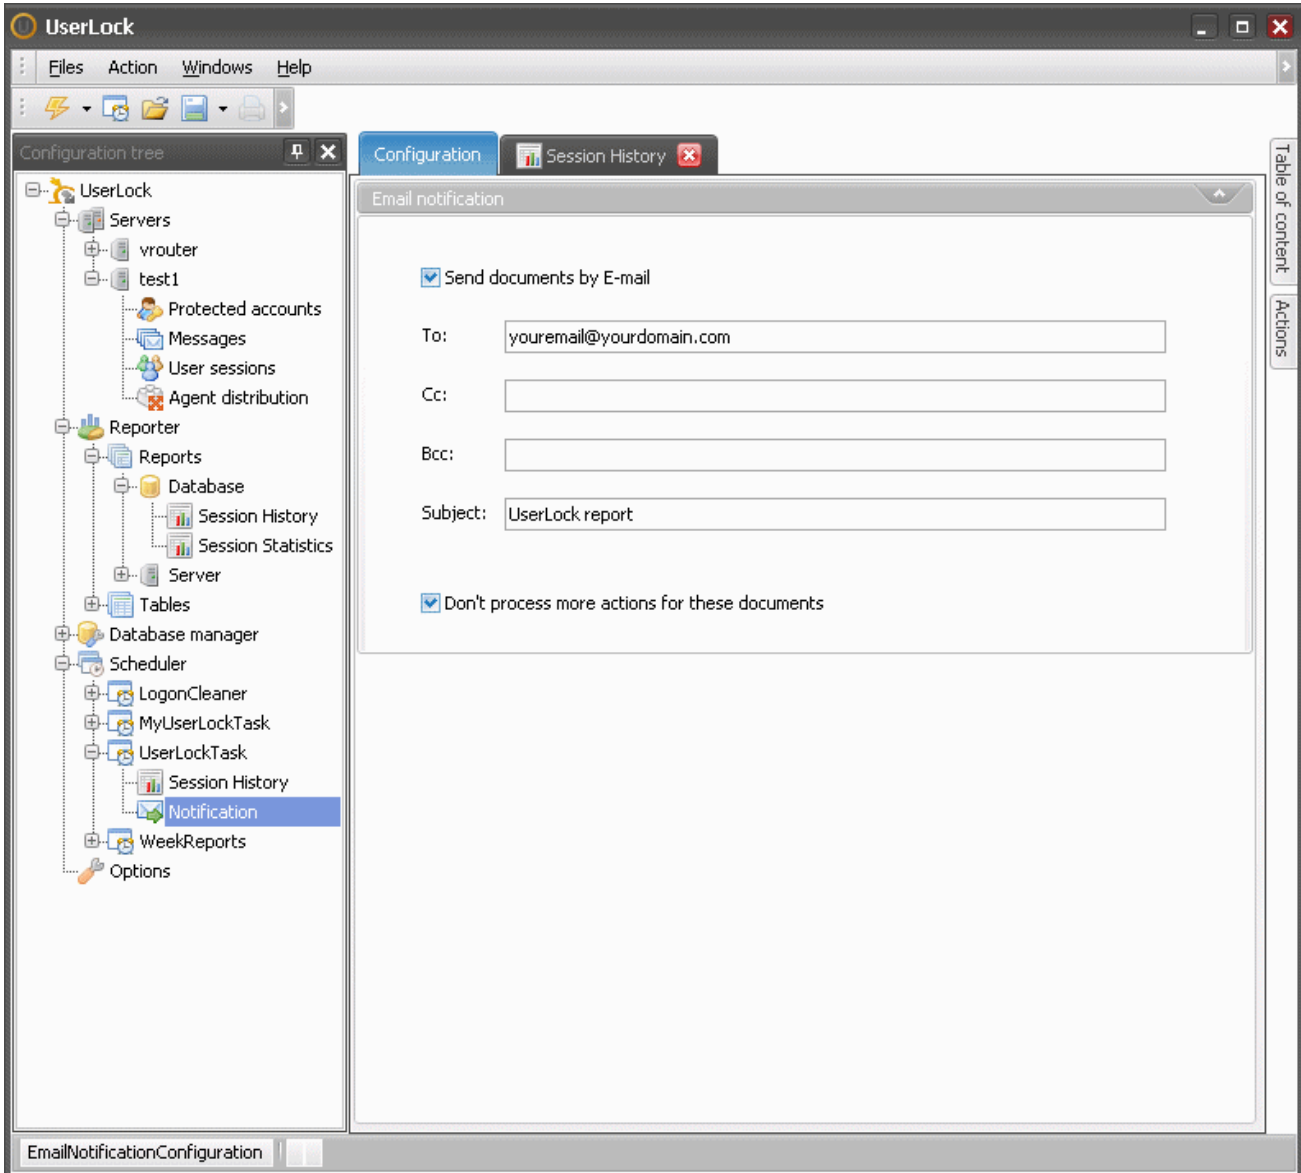 UserLock
Files Action Windows Help
Configuration tree
UserLock
Servers
vrouter
test1
Protected accounts
Messages
User sessions
Agent distribution
Reporter
Reports
Database
Session History
Session Statistics
Server
Tables
Database manager
Scheduler
LogonCleaner
MyUserLockTask
UserLockTask
Session History
Notification
WeekReports
Options
Configuration Session History
Email notification
Send documents by E-mail
To: youremail@yourdomain.com
Cc:
Bcc:
Subject: UserLock report
Don't process more actions for these documents
Table of content
Actions
EmailNotificationConfiguration